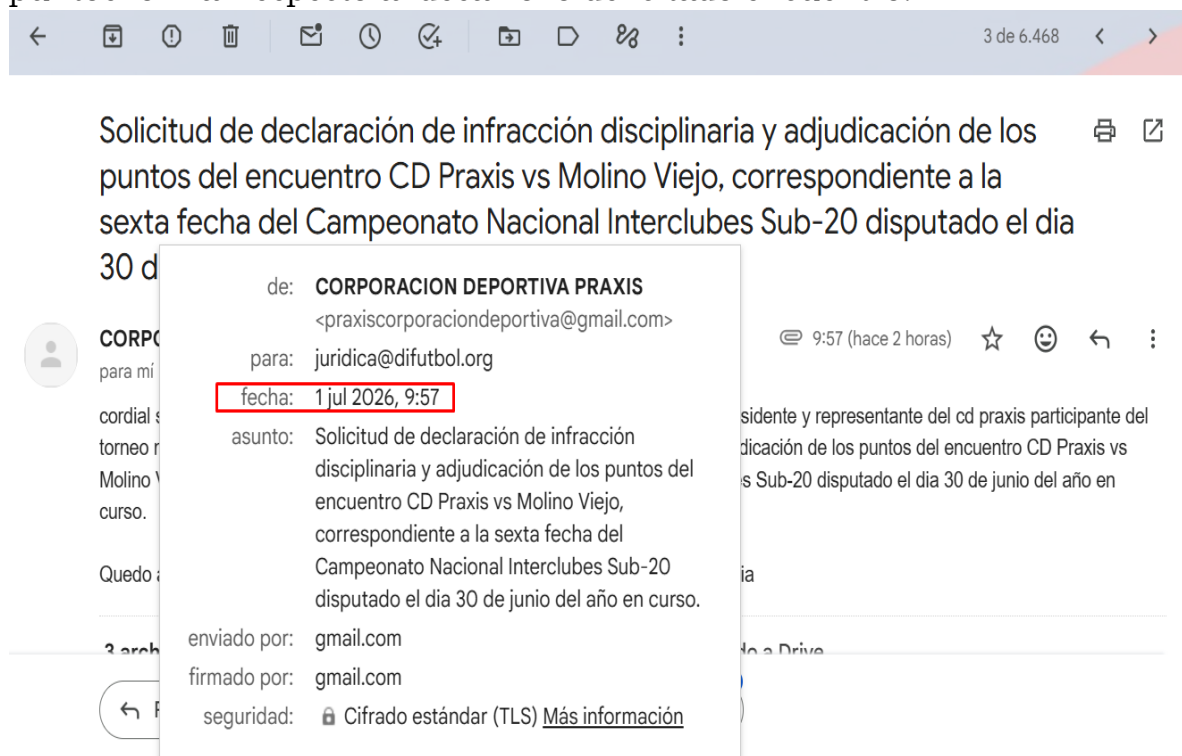 3 de 6.468
Solicitud de declaración de infracción disciplinaria y adjudicación de los
puntos del encuentro CD Praxis vs Molino Viejo, correspondiente a la
sexta fecha del Campeonato Nacional Interclubes Sub-20 disputado el dia
30 d
de: CORPORACION DEPORTIVA PRAXIS
<praxiscorporaciondeportiva@gmail.com>
CORPO
9:57 (hace 2 horas)
para: juridica@difutbol.org
para mí
fecha: 1 jul 2026, 9:57
cordial s
sidente y representante del cd praxis participante del
asunto: Solicitud de declaración de infracción
disciplinaria y adjudicación de los puntos del
encuentro CD Praxis vs Molino Viejo,
correspondiente a la sexta fecha del
Campeonato Nacional Interclubes Sub-20
disputado el dia 30 de junio del año en curso.
torneo r
dicación de los puntos del encuentro CD Praxis vs
Molino
s Sub-20 disputado el dia 30 de junio del año en
curso.
Quedo
ia
enviado por: gmail.com
3 arch
firmado por: gmail.com
seguridad: Cifrado estándar (TLS) Más información